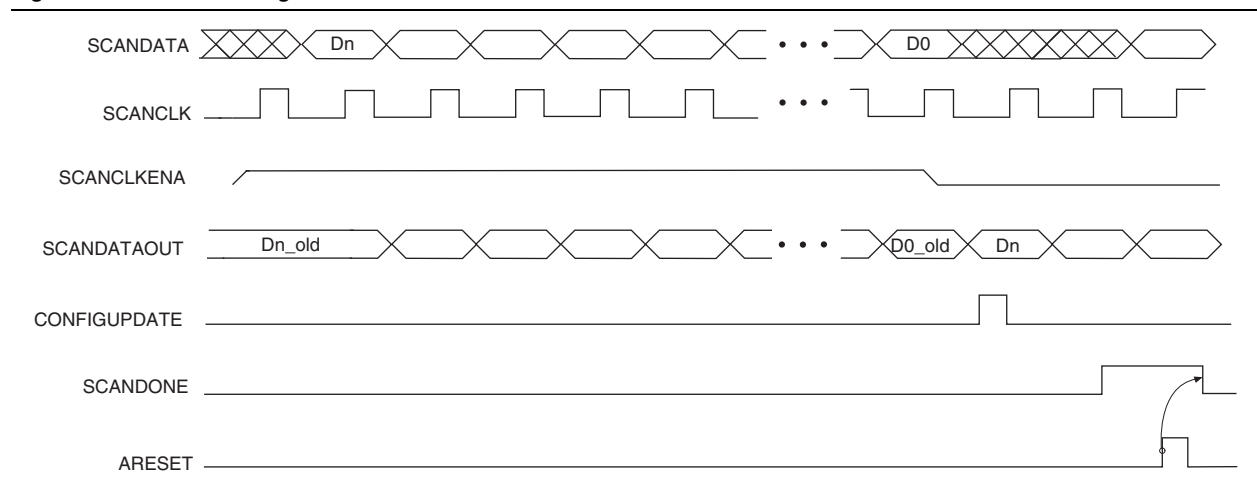 SCANDATA Dn D0
SCANCLK
SCANCLKENA
SCANDATAOUT Dn_old D0_old Dn
CONFIGUPDATE
SCANDONE
ARESET